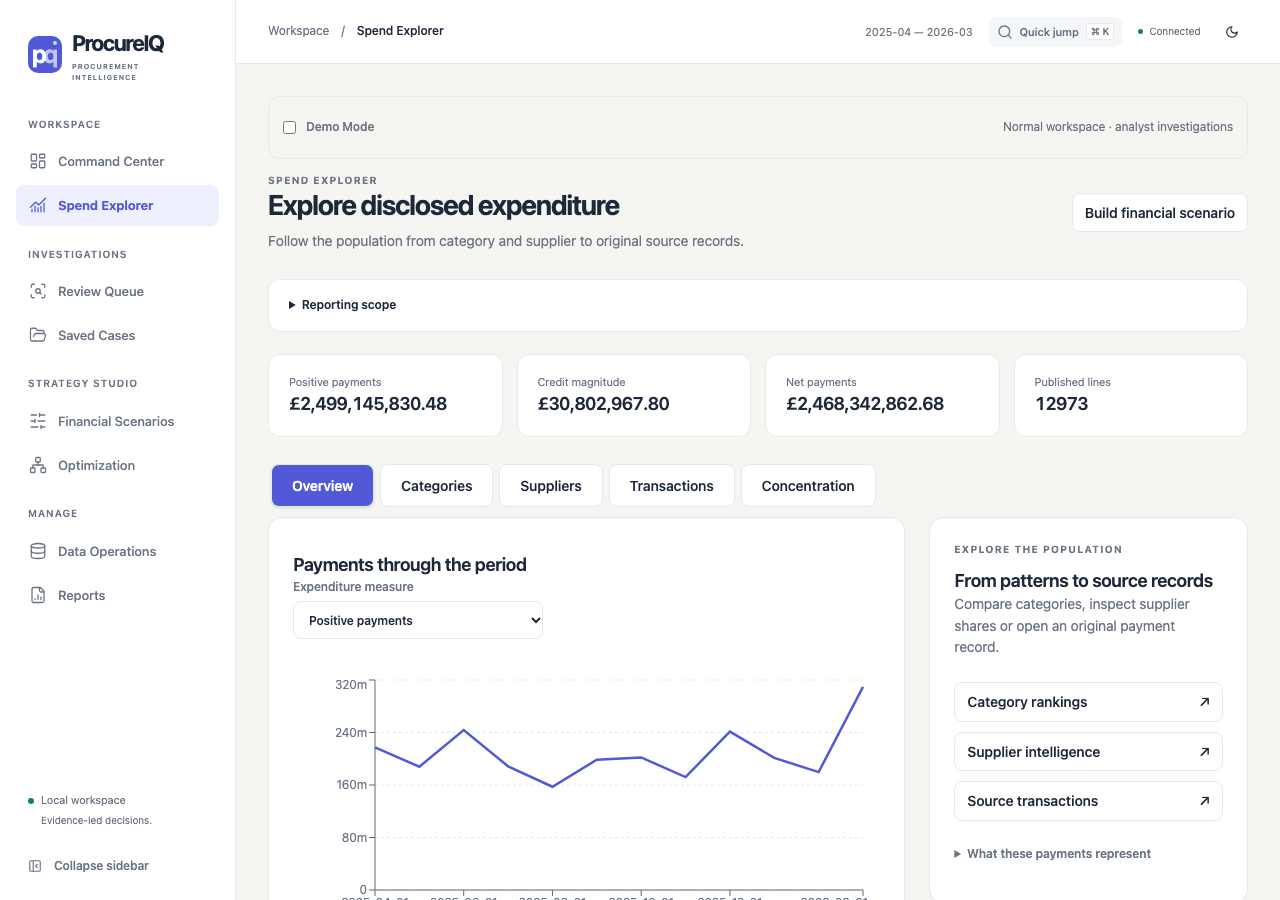 pq
ProcureIQ
PROCUREMENT
INTELLIGENCE
WORKSPACE
Command Center
Spend Explorer
INVESTIGATIONS
Review Queue
Saved Cases
STRATEGY STUDIO
Financial Scenarios
Optimization
MANAGE
Data Operations
Reports
Local workspace
Evidence-led decisions.
Collapse sidebar
Workspace / Spend Explorer
2025-04 — 2026-03
Quick jump ⌘ K
Connected
Demo Mode
Normal workspace · analyst investigations
SPEND EXPLORER
Explore disclosed expenditure
Follow the population from category and supplier to original source records.
Build financial scenario
Reporting scope
Positive payments
£2,499,145,830.48
Credit magnitude
£30,802,967.80
Net payments
£2,468,342,862.68
Published lines
12973
Overview
Categories
Suppliers
Transactions
Concentration
Payments through the period
Expenditure measure
Positive payments
320m
240m
160m
80m
0
EXPLORE THE POPULATION
From patterns to source records
Compare categories, inspect supplier
shares or open an original payment
record.
Category rankings
Supplier intelligence
Source transactions
What these payments represent